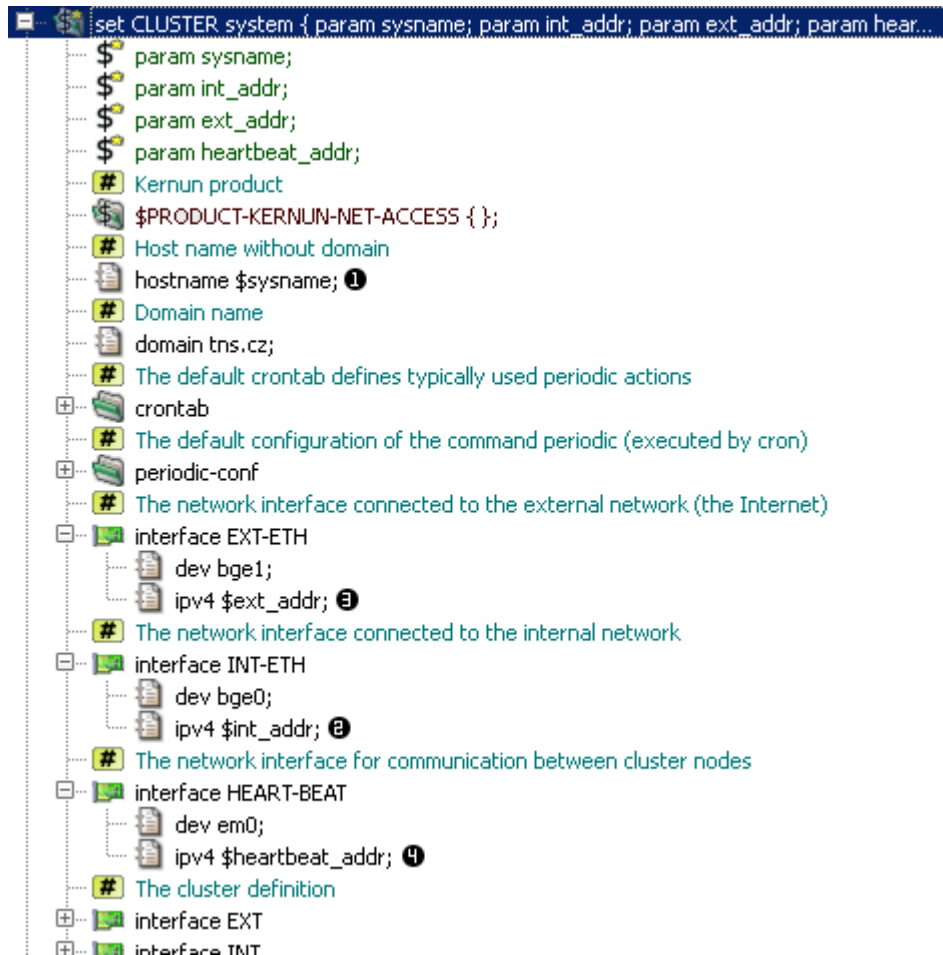 set CLUSTER system { param sysname; param int_addr; param ext_addr; param hear...
$ param sysname;
$ param int_addr;
$ param ext_addr;
$ param heartbeat_addr;
# Kernun product
$ $PRODUCT-KERNUN-NET-ACCESS { };
# Host name without domain
hostname $sysname; ❶
# Domain name
domain tns.cz;
# The default crontab defines typically used periodic actions
crontab
# The default configuration of the command periodic (executed by cron)
periodic-conf
# The network interface connected to the external network (the Internet)
interface EXT-ETH
dev bge1;
ipv4 $ext_addr; ❸
# The network interface connected to the internal network
interface INT-ETH
dev bge0;
ipv4 $int_addr; ❷
# The network interface for communication between cluster nodes
interface HEART-BEAT
dev em0;
ipv4 $heartbeat_addr; ❹
# The cluster definition
interface EXT
interface INT